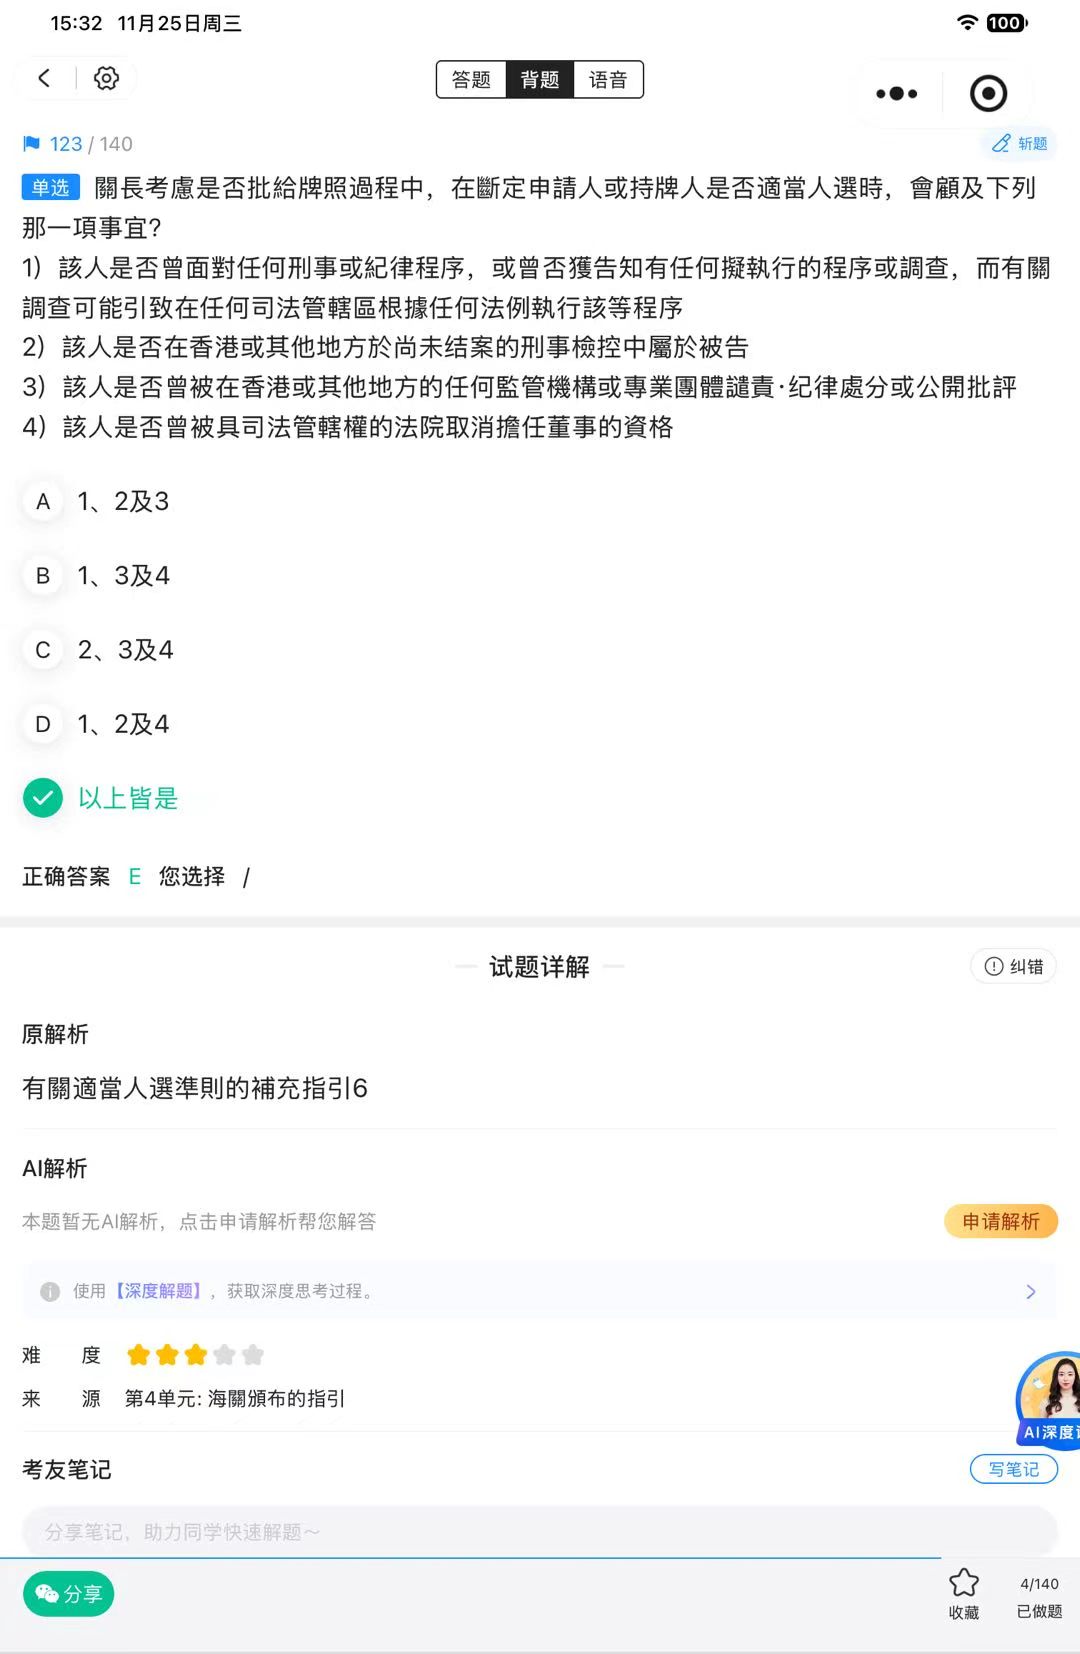 15:32 11月25日周三
100
答题 背题 语音
123 / 140
斩题
单选 關長考慮是否批給牌照過程中，在斷定申請人或持牌人是否適當人選時，會顧及下列
那一項事宜?
1）該人是否曾面對任何刑事或紀律程序，或曾否獲告知有任何擬執行的程序或調查，而有關
調查可能引致在任何司法管轄區根據任何法例執行該等程序
2）該人是否在香港或其他地方於尚未结案的刑事檢控中屬於被告
3）該人是否曾被在香港或其他地方的任何監管機構或專業團體譴責·纪律處分或公開批評
4）該人是否曾被具司法管轄權的法院取消擔任董事的資格
A 1、2及3
B 1、3及4
C 2、3及4
D 1、2及4
以上皆是
正确答案 E 您选择 /
试题详解
纠错
原解析
有關適當人選準則的補充指引6
AI解析
本题暂无AI解析，点击申请解析帮您解答
申请解析
使用【深度解题】，获取深度思考过程。
难 度
来 源 第4单元: 海關頒布的指引
AI深度
考友笔记
写笔记
分享笔记，助力同学快速解题～
分享
收藏
4/140
已做题